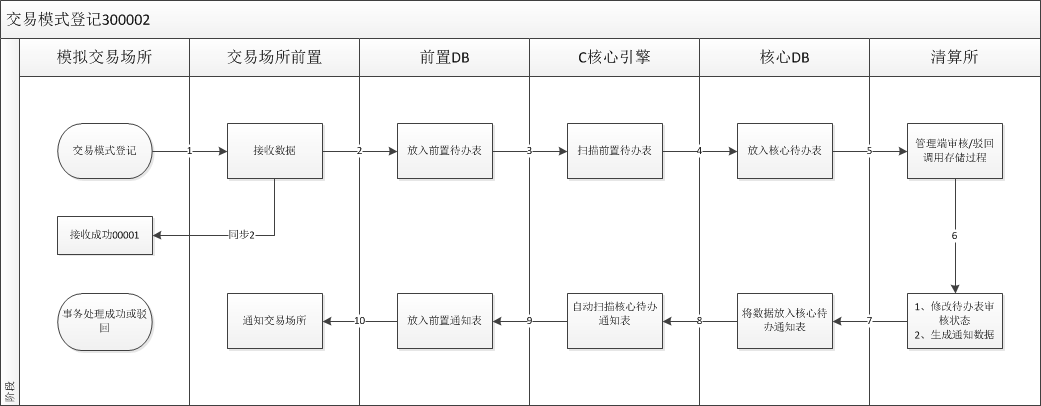 交易模式登记300002
模拟交易场所
交易场所前置
前置DB
C核心引擎
核心DB
清算所
交易模式登记
1
接收数据
2
放入前置待办表
3
扫描前置待办表
4
放入核心待办表
5
管理端审核/驳回
调用存储过程
接收成功00001
同步2
6
事务处理成功或驳
回
通知交易场所
10
放入前置通知表
9
自动扫描核心待办
通知表
8
将数据放入核心待
办通知表
7
1、修改待办表审
核状态
2、生成通知数据
阶段